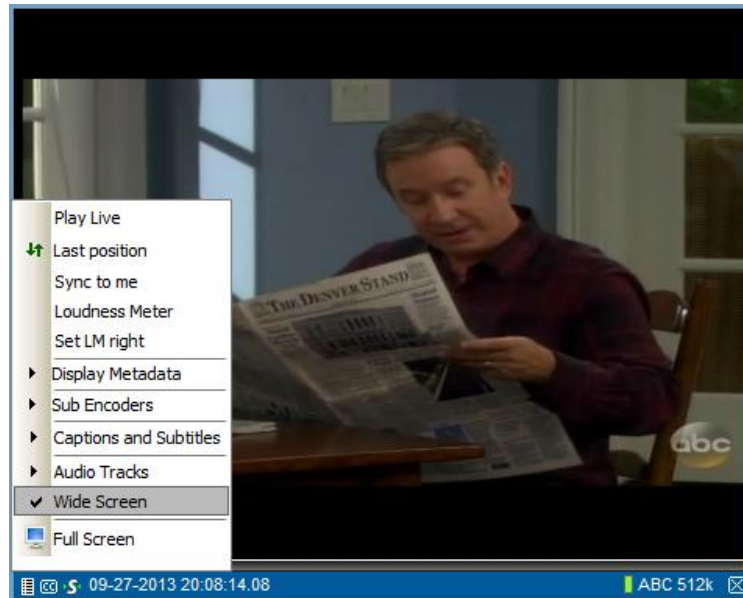 THE DENVER STAND
abc
Play Live
Last position
Sync to me
Loudness Meter
Set LM right
Display Metadata
Sub Encoders
Captions and Subtitles
Audio Tracks
Wide Screen
Full Screen
CC S 09-27-2013 20:08:14.08 ABC 512k